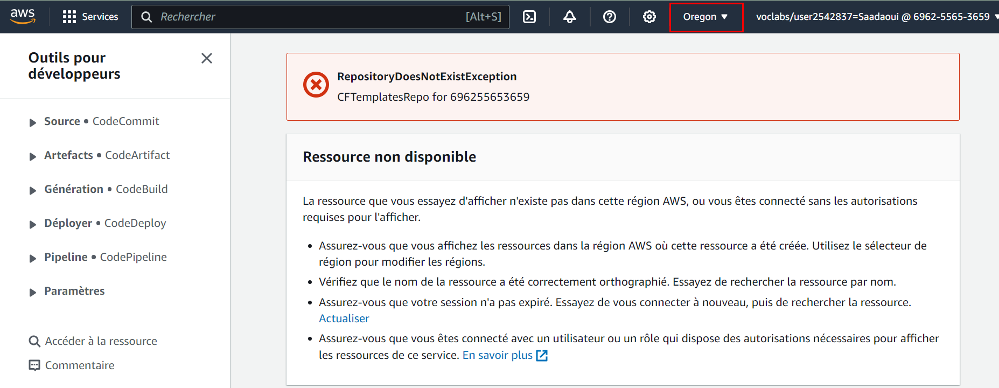 aws
Services
Rechercher
[Alt+S]
Oregon
voclabs/user2542837=Saadaoui @ 6962-5565-3659
Outils pour
développeurs
Source • CodeCommit
Artefacts • CodeArtifact
Génération • CodeBuild
Déployer • CodeDeploy
Pipeline • CodePipeline
Paramètres
Accéder à la ressource
Commentaire
RepositoryDoesNotExistException
CFTemplatesRepo for 696255653659
Ressource non disponible
La ressource que vous essayez d'afficher n'existe pas dans cette région AWS, ou vous êtes connecté sans les autorisations
requises pour l'afficher.
• Assurez-vous que vous affichez les ressources dans la région AWS où cette ressource a été créée. Utilisez le sélecteur de
région pour modifier les régions.
• Vérifiez que le nom de la ressource a été correctement orthographié. Essayez de rechercher la ressource par nom.
• Assurez-vous que votre session n'a pas expiré. Essayez de vous connecter à nouveau, puis de rechercher la ressource.
Actualiser
• Assurez-vous que vous êtes connecté avec un utilisateur ou un rôle qui dispose des autorisations nécessaires pour afficher
les ressources de ce service. En savoir plus